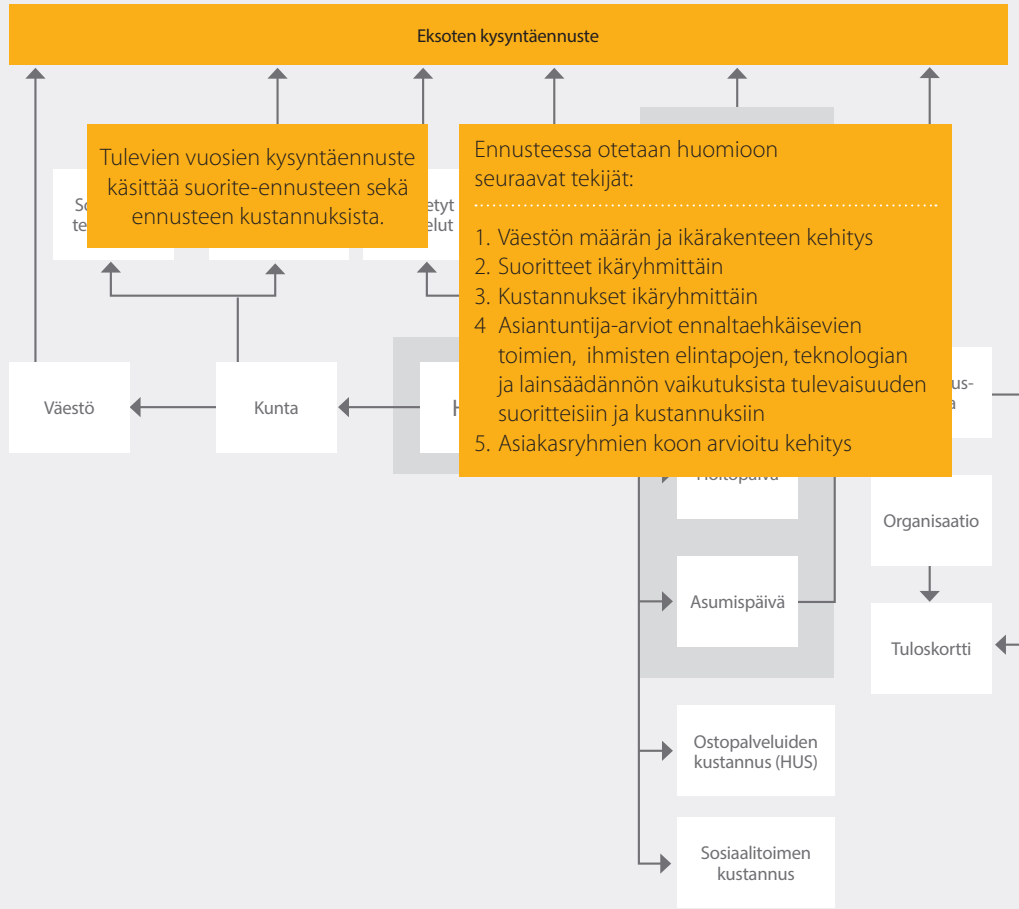 Eksoten kysyntäennuste
Tulevien vuosien kysyntäennuste
käsittää suorite-ennusteen sekä
ennusteen kustannuksista.
Ennusteessa otetaan huomioon
seuraavat tekijät:
1. Väestön määrän ja ikärakenteen kehitys
2. Suoritteet ikäryhmittäin
3. Kustannukset ikäryhmittäin
4 Asiantuntija-arviot ennaltaehkäisevien
toimien, ihmisten elintapojen, teknologian
ja lainsäädännön vaikutuksista tulevaisuuden
suoritteisiin ja kustannuksiin
5. Asiakasryhmien koon arvioitu kehitys
Väestö
Kunta
Organisaatio
Asumispäivä
Tuloskortti
Ostopalveluiden
kustannus (HUS)
Sosiaalitoimen
kustannus